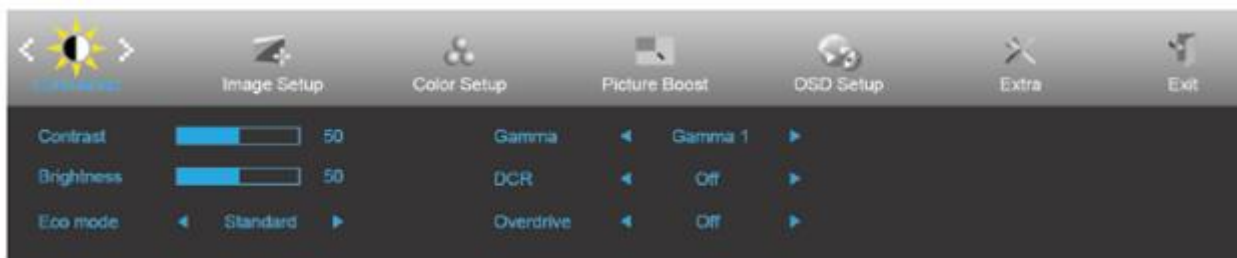 Image Setup
Color Setup
Picture Boost
OSD Setup
Extra
Exit
Contrast 50 Gamma Gamma 1
Brightness 50 DCR Off
Eco mode Standard Overdrive Off